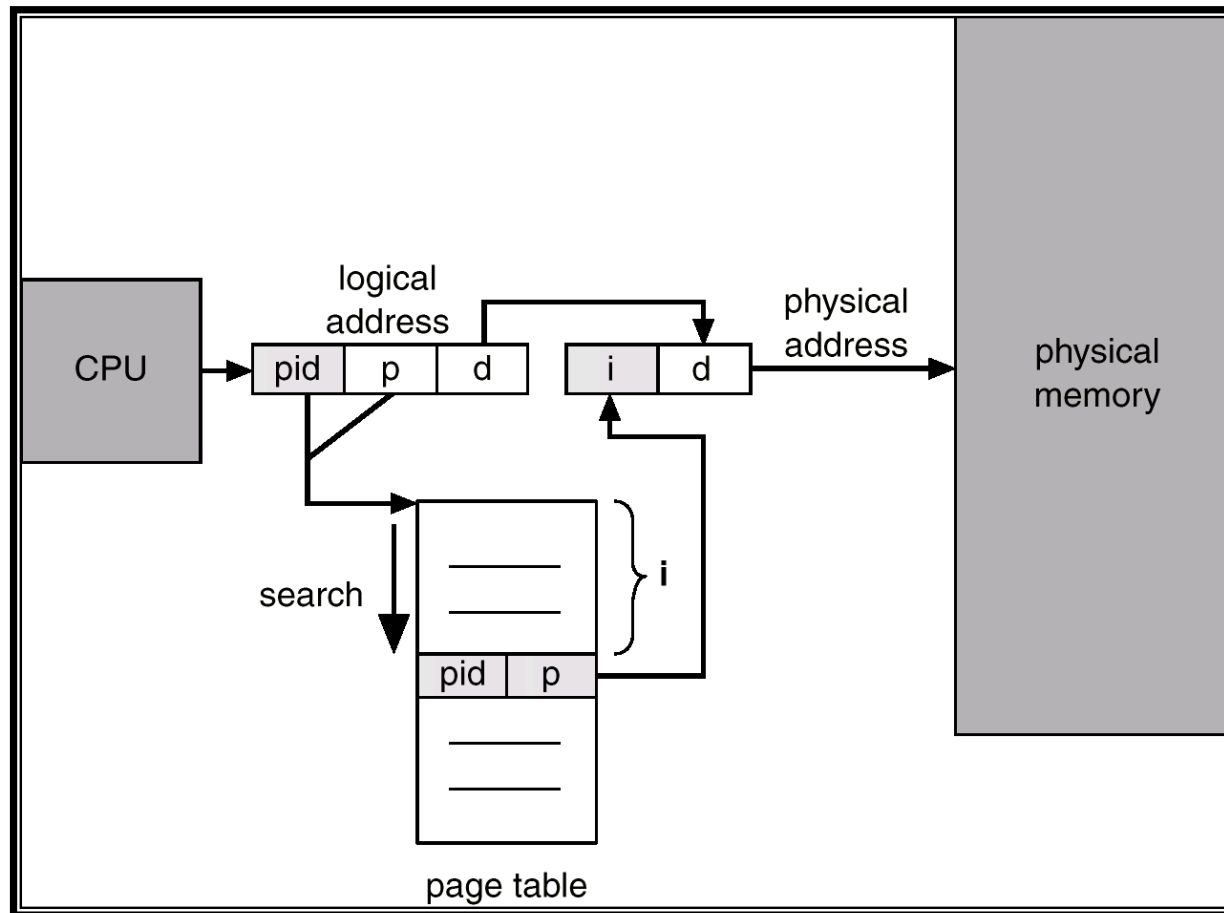 logical
address
physical
address
CPU
pid p d
i d
physical
memory
search
i
pid p
page table